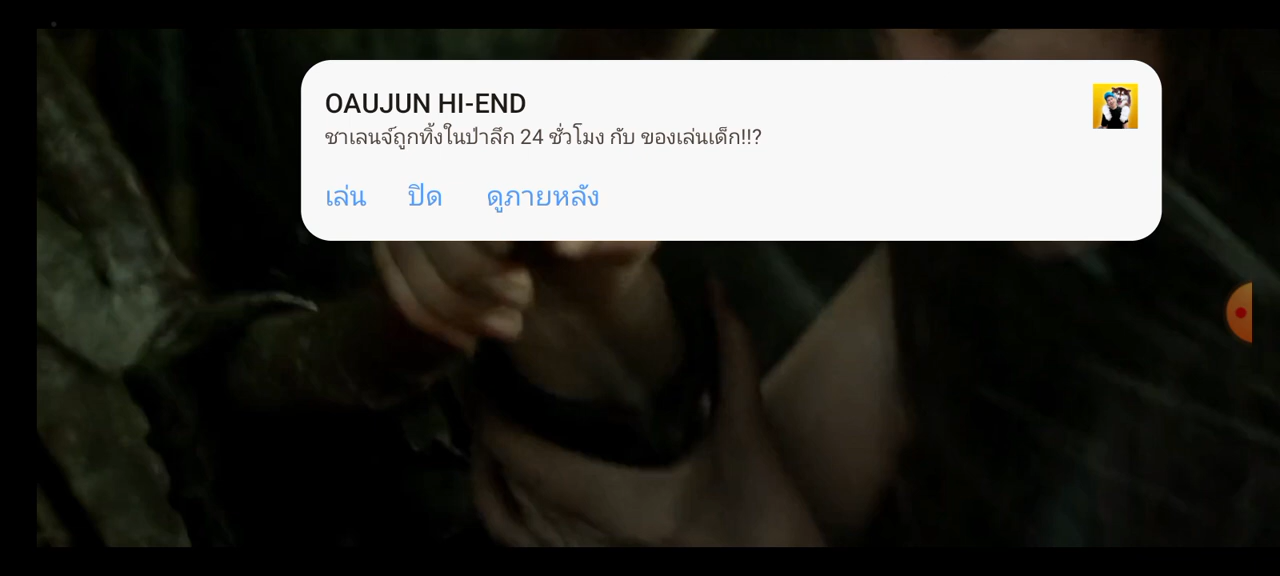 OAUJUN HI-END
ชาเลนจ์ถูกทิ้งในป่าลึก 24 ชั่วโมง กับ ของเล่นเด็ก!!?
เล่น ปิด ดูภายหลัง